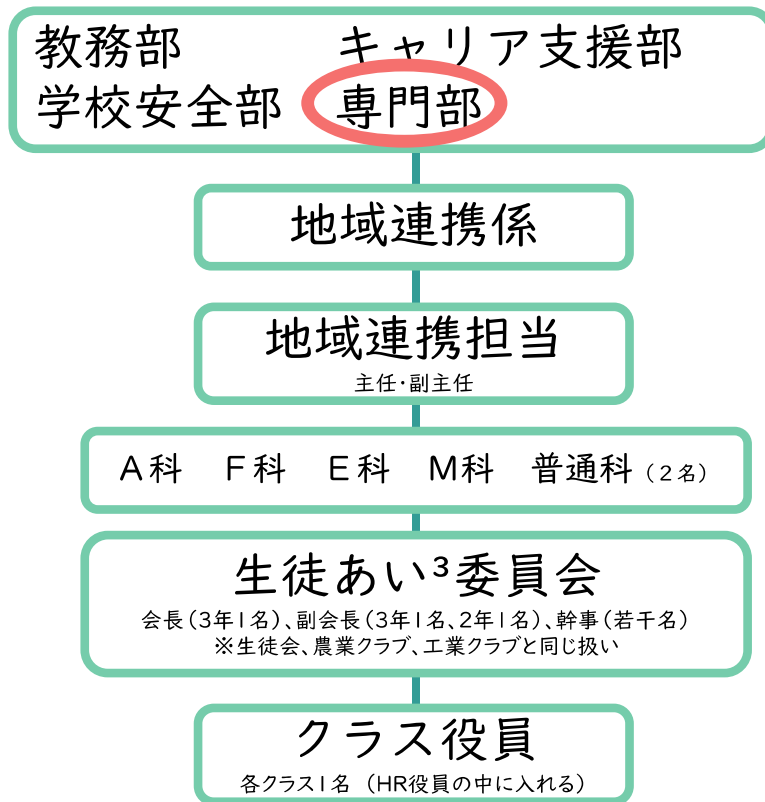 教務部　キャリア支援部
学校安全部　専門部
地域連携係
地域連携担当
主任・副主任
A科　F科　E科　M科　普通科（2名）
生徒あい³委員会
会長（3年1名）、副会長（3年1名、2年1名）、幹事（若干名）
※生徒会、農業クラブ、工業クラブと同じ扱い
クラス役員
各クラス1名（HR役員の中に入れる）